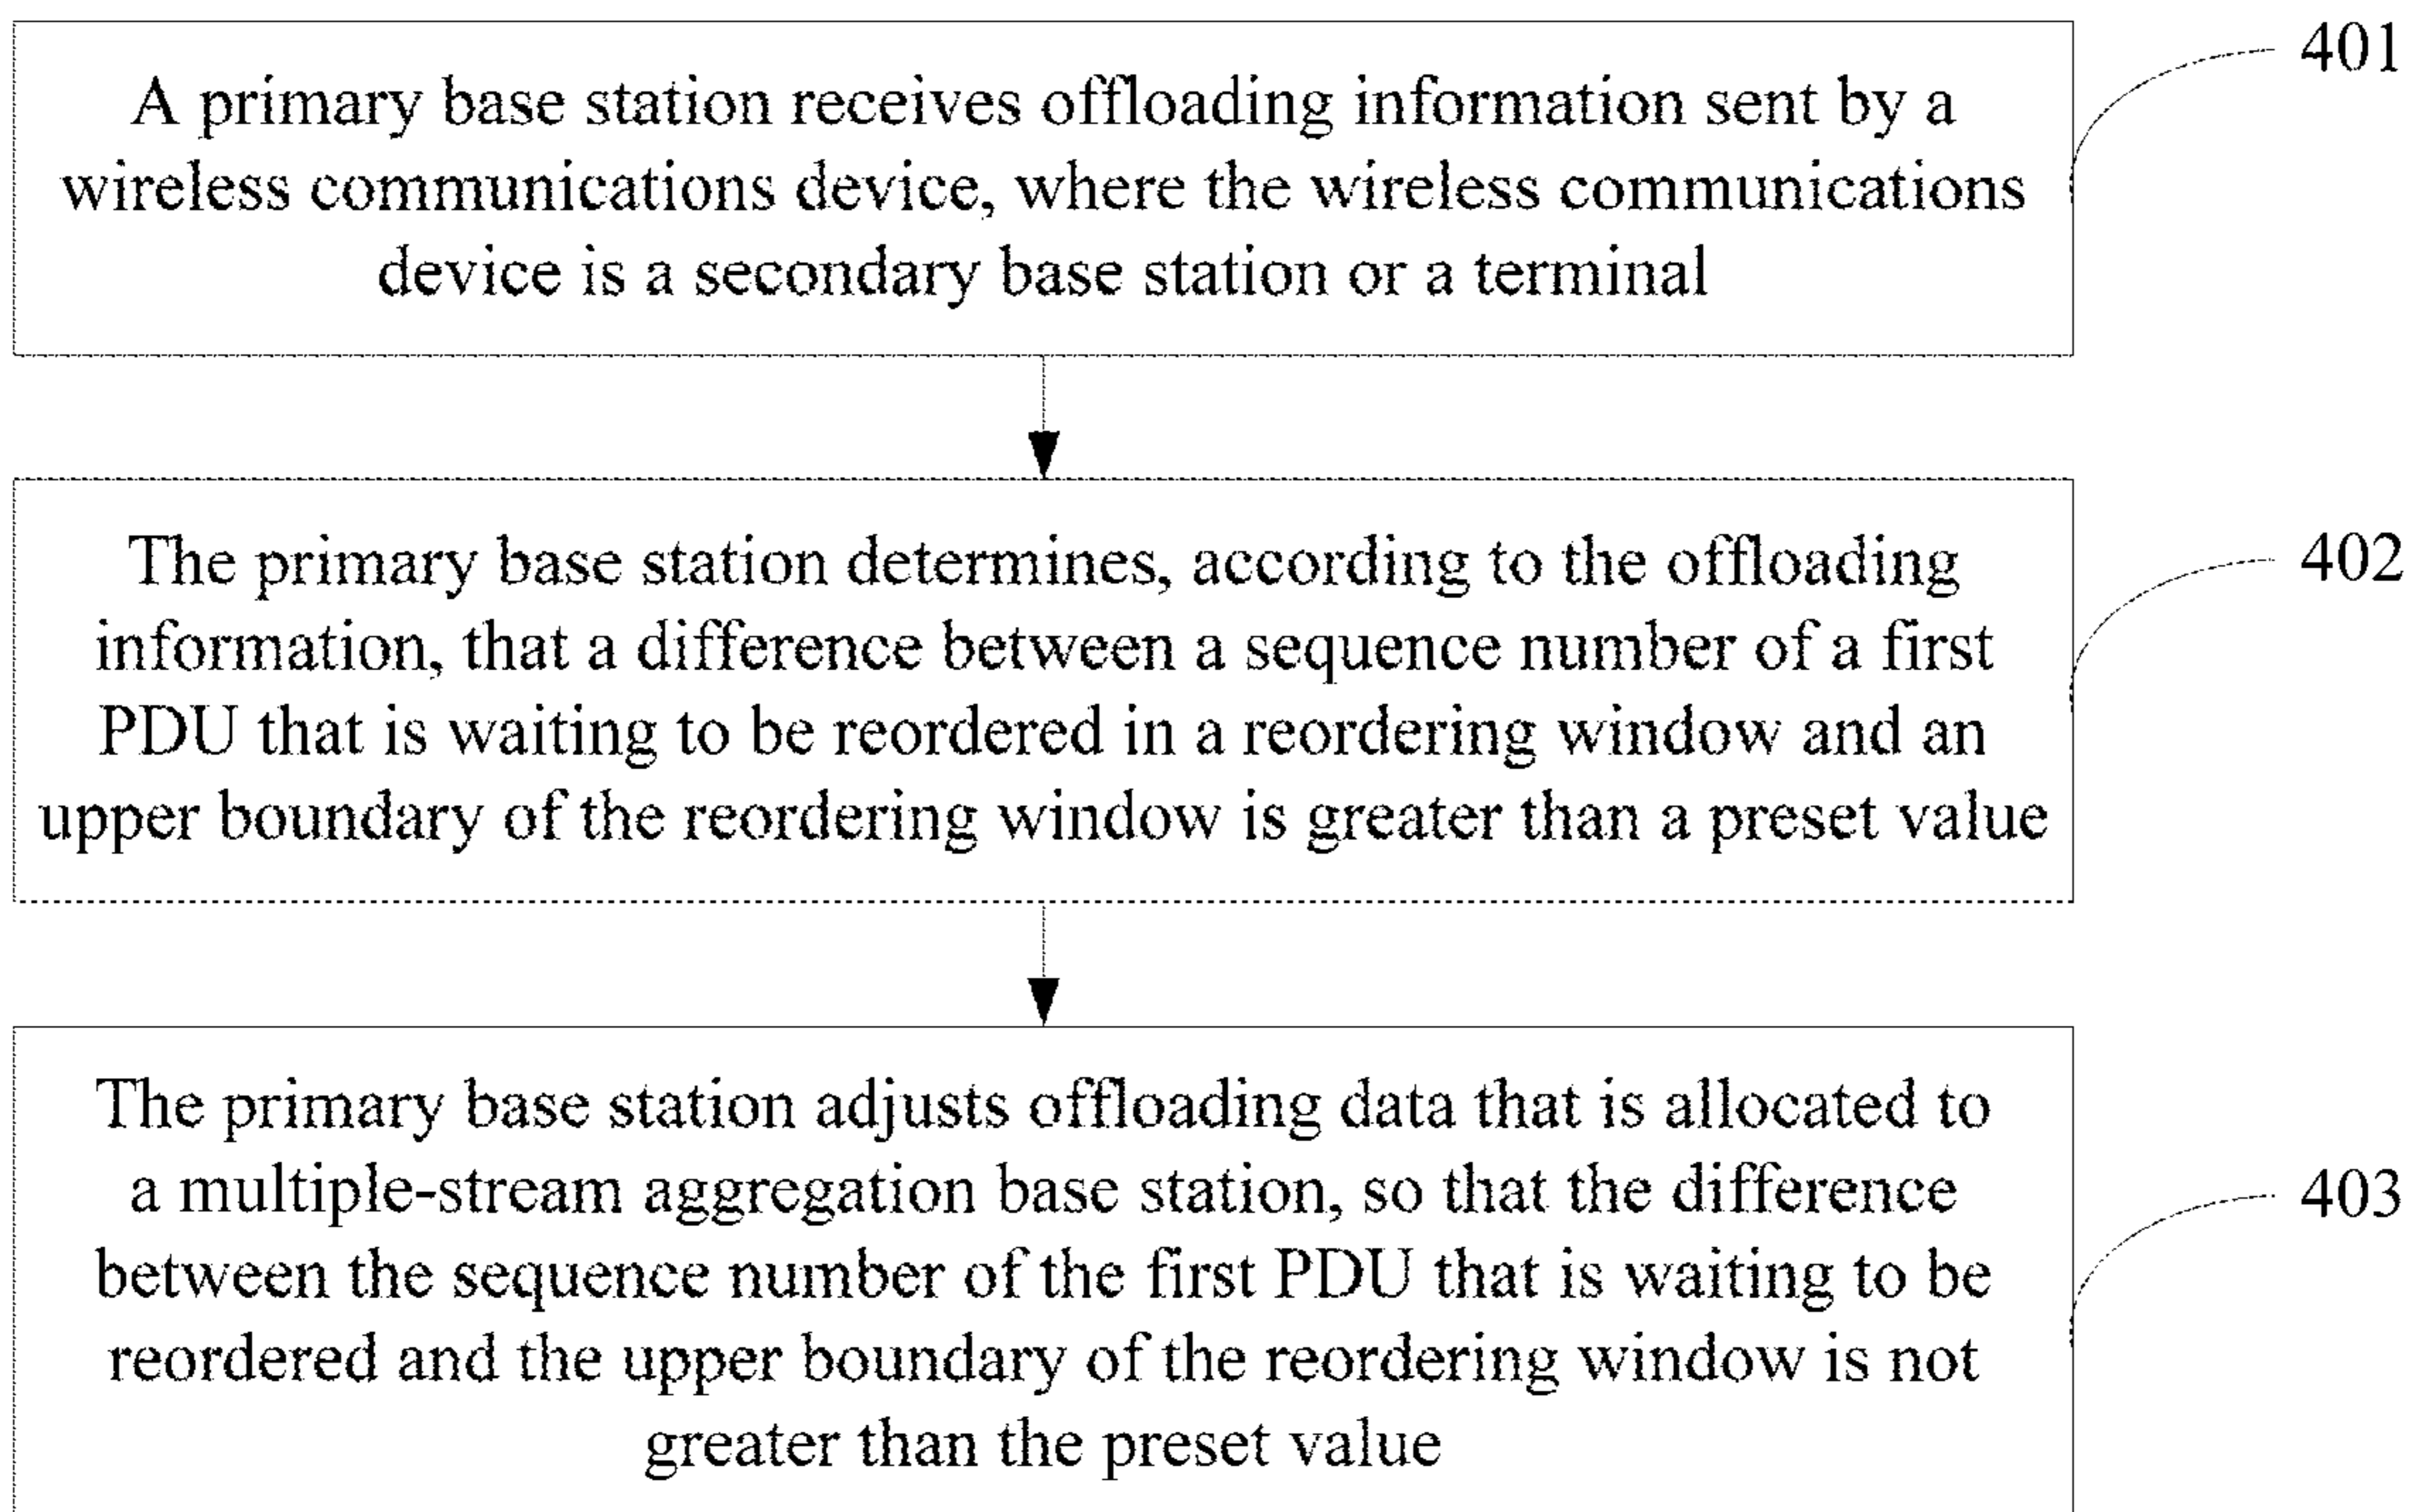 A primary base station receives offloading information sent by a
wireless communications device, where the wireless communications
device is a secondary base station or a terminal
401
The primary base station determines, according to the offloading
information, that a difference between a sequence number of a first
PDU that is waiting to be reordered in a reordering window and an
upper boundary of the reordering window is greater than a preset value
402
The primary base station adjusts offloading data that is allocated to
a multiple-stream aggregation base station, so that the difference
between the sequence number of the first PDU that is waiting to be
reordered and the upper boundary of the reordering window is not
greater than the preset value
403